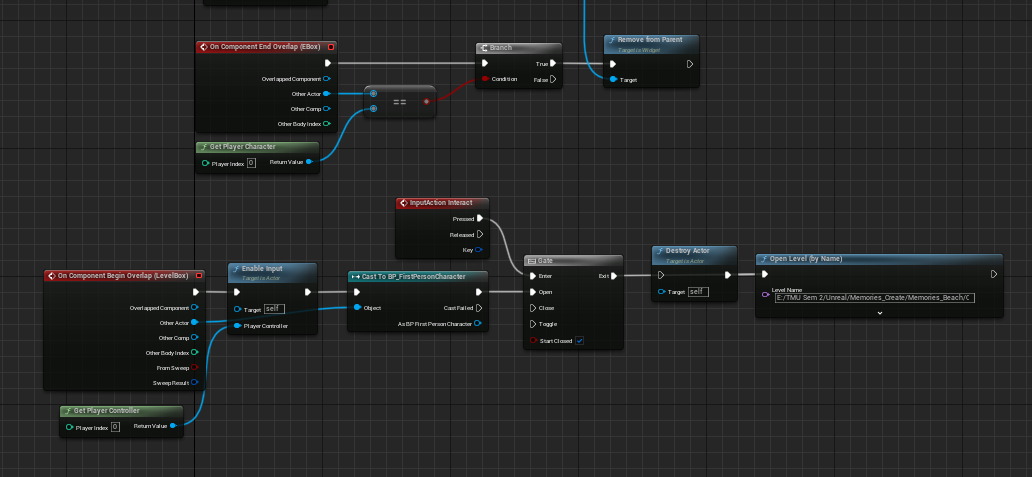 On Component End Overlap (EBox)
Overlapped Component
Other Actor
Other Comp
Other Body Index
Get Player Character
Player Index 0 Return Value
==
Branch
True
Condition False
Remove from Parent
Target is Widget
Target
InputAction Interact
Pressed
Released
Key
On Component Begin Overlap (LevelBox)
Overlapped Component
Other Actor
Other Comp
Other Body Index
From Sweep
Sweep Result
Get Player Controller
Player Index 0 Return Value
Enable Input
Target is Actor
Target self
Player Controller
Cast To BP_FirstPersonCharacter
Object Cast Failed
As BP First Person Character
Gate
Enter Exit
Open
Close
Toggle
Start Closed
Destroy Actor
Target is Actor
Target self
Open Level (by Name)
Level Name
E:/TMU Sem 2/Unreal/Memories_Create/Memories_Beach/C